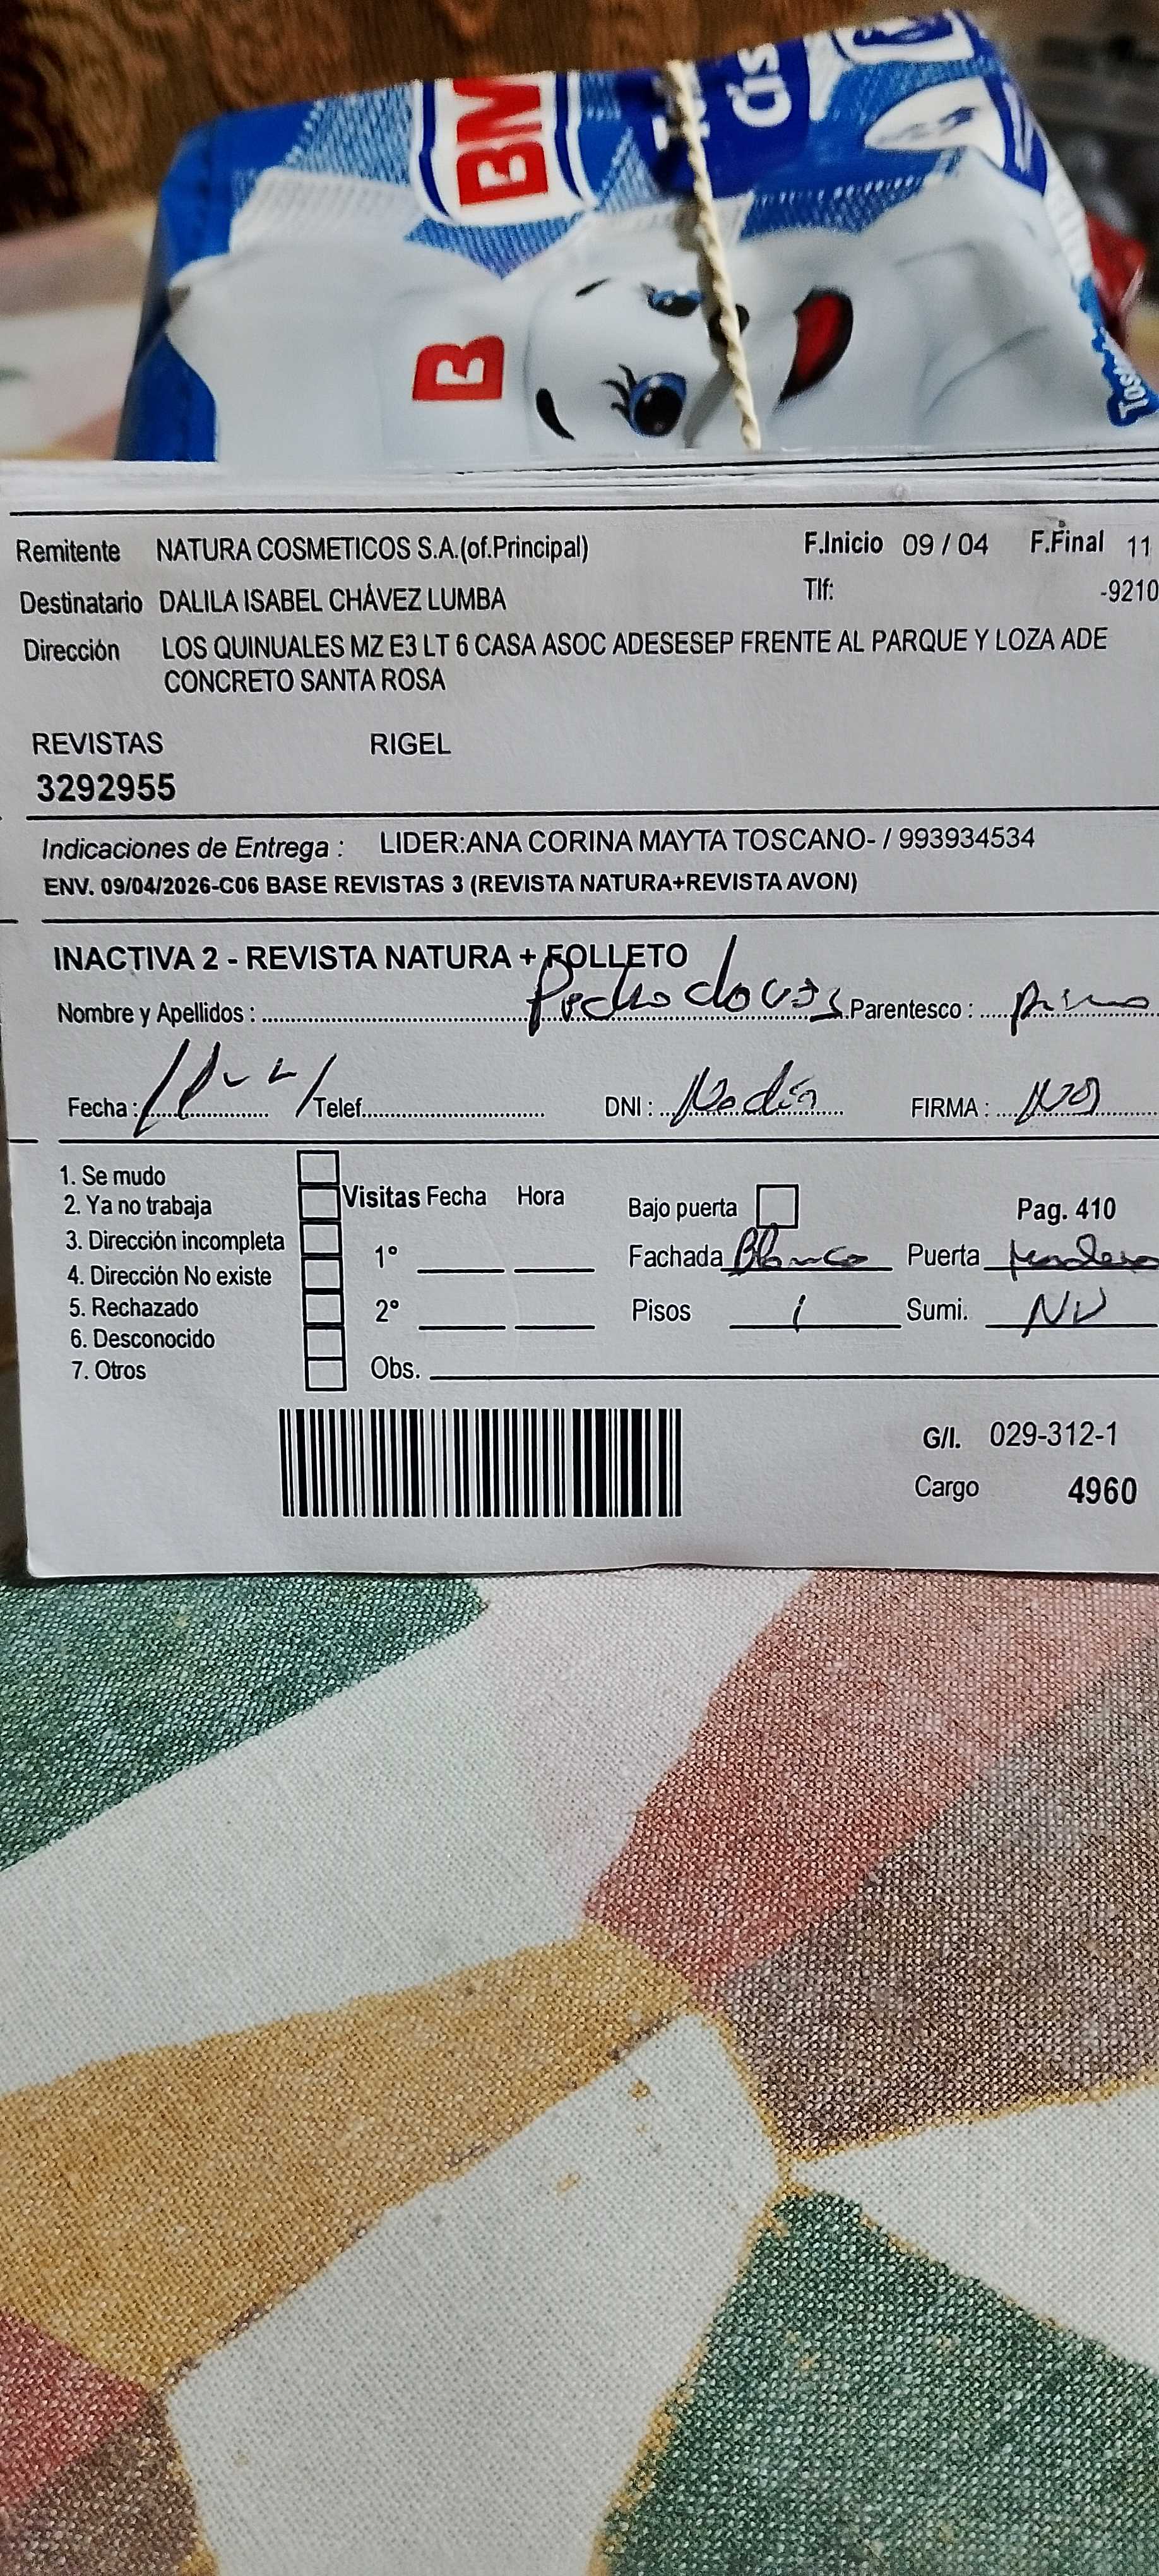 BM
B
Remitente NATURA COSMETICOS S.A.(of.Principal) F.Inicio 09 / 04 F.Final 11
Destinatario DALILA ISABEL CHÁVEZ LUMBA Tlf: -9210
Dirección LOS QUINUALES MZ E3 LT 6 CASA ASOC ADESESEP FRENTE AL PARQUE Y LOZA ADE
CONCRETO SANTA ROSA
REVISTAS RIGEL
3292955
Indicaciones de Entrega : LIDER:ANA CORINA MAYTA TOSCANO- / 993934534
ENV. 09/04/2026-C06 BASE REVISTAS 3 (REVISTA NATURA+REVISTA AVON)
INACTIVA 2 - REVISTA NATURA + FOLLETO
Nombre y Apellidos : Parentesco :
Fecha : Telef. DNI : FIRMA :
1. Se mudo
2. Ya no trabaja
3. Dirección incompleta
4. Dirección No existe
5. Rechazado
6. Desconocido
7. Otros
Visitas Fecha Hora
1°
2°
Obs.
Bajo puerta Pag. 410
Fachada Blanco Puerta
Pisos 1 Sumi. NV
G/I. 029-312-1
Cargo 4960